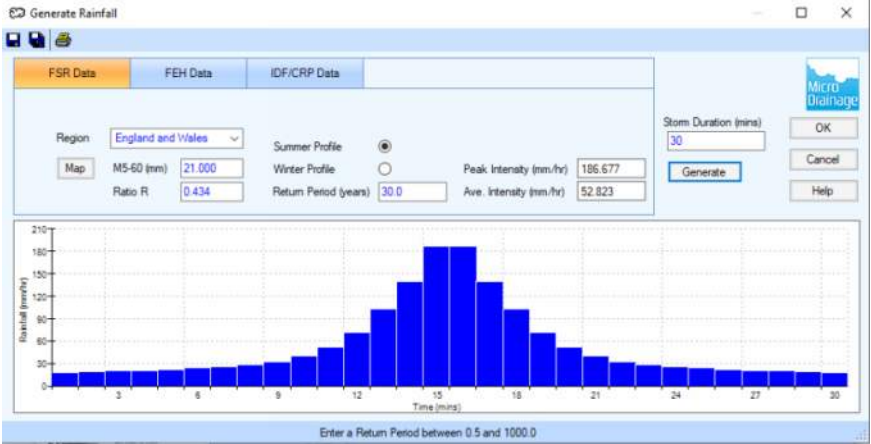 Generate Rainfall
FSR Data FEH Data IDF/CRP Data
Micro Drainage
Region England and Wales
Map M5-60 (mm) 21.000
Ratio R 0.434
Summer Profile
Winter Profile
Return Period (years) 30.0
Peak Intensity (mm/hr) 186.677
Ave. Intensity (mm/hr) 52.823
Storm Duration (mins)
30
Generate
OK
Cancel
Help
Rainfall (mm/hr)
210
180
150
120
90
60
30
0
3 6 9 12 15 18 21 24 27 30
Time (mins)
Enter a Return Period between 0.5 and 1000.0